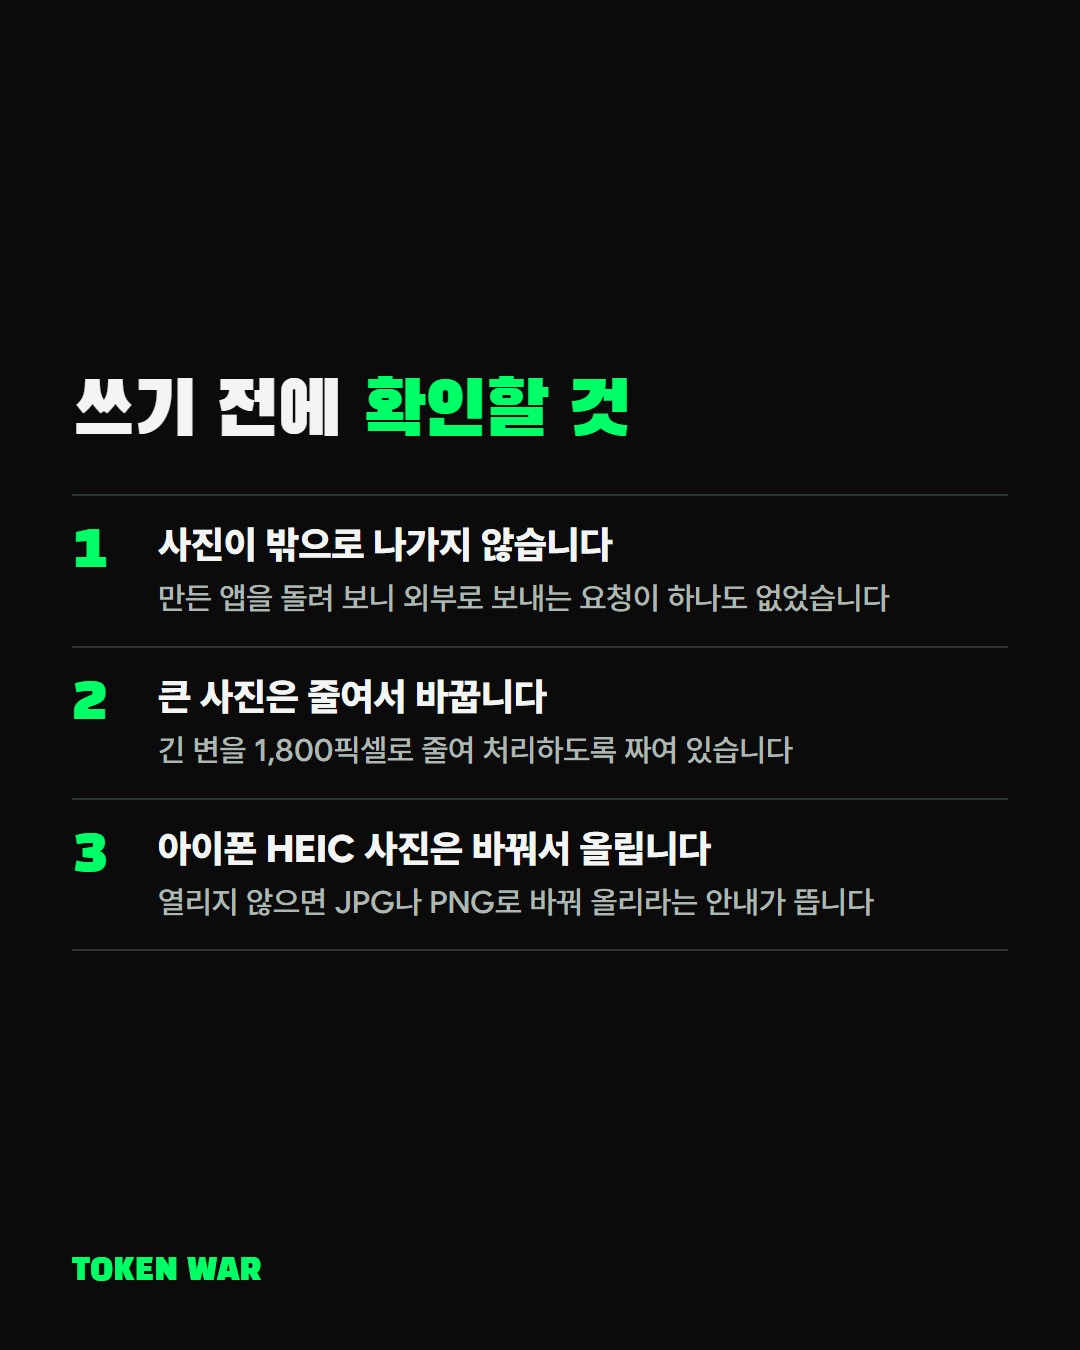 쓰기 전에 확인할 것
1 사진이 밖으로 나가지 않습니다
만든 앱을 돌려 보니 외부로 보내는 요청이 하나도 없었습니다
2 큰 사진은 줄여서 바꿉니다
긴 변을 1,800픽셀로 줄여 처리하도록 짜여 있습니다
3 아이폰 HEIC 사진은 바꿔서 올립니다
열리지 않으면 JPG나 PNG로 바꿔 올리라는 안내가 뜹니다
TOKEN WAR